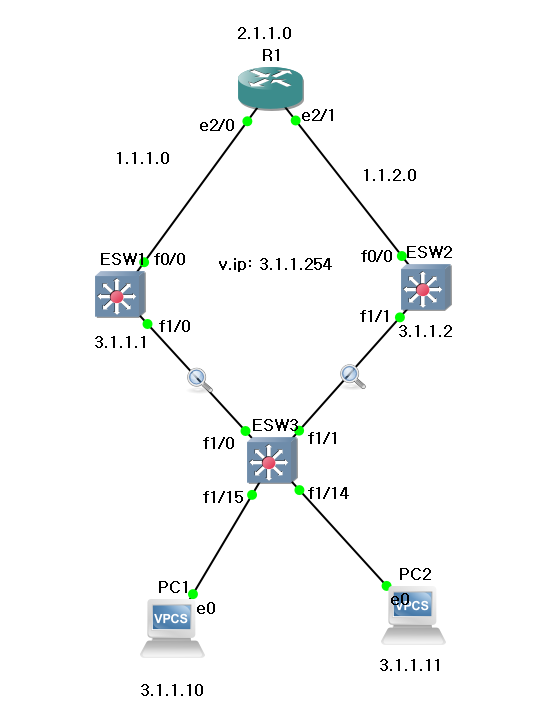 2.1.1.0
R1
e2/0
e2/1
1.1.1.0
1.1.2.0
ESW1
f0/0
v.ip: 3.1.1.254
f0/0
ESW2
f1/0
f1/1
3.1.1.1
3.1.1.2
ESW3
f1/0
f1/1
f1/15
f1/14
PC1
e0
VPCS
PC2
e0
VPCS
3.1.1.10
3.1.1.11